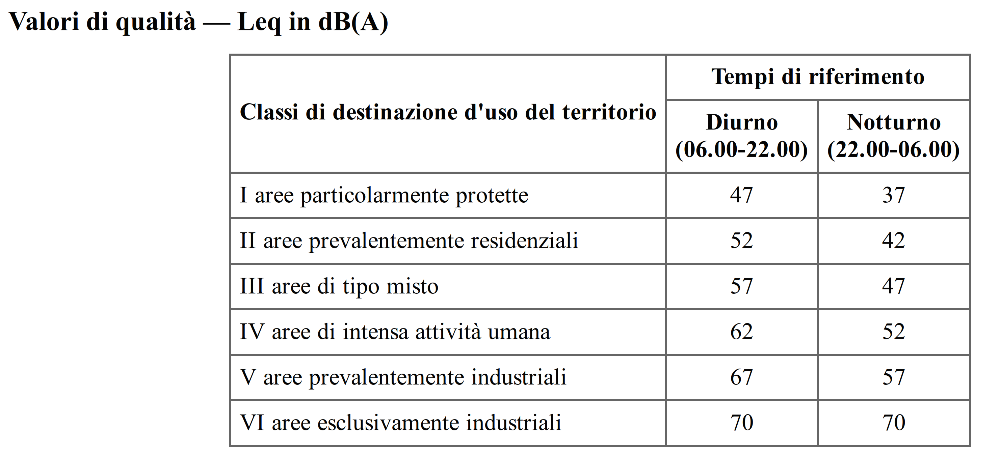 Valori di qualità — Leq in dB(A)
Classi di destinazione d'uso del territorio
Tempi di riferimento
Diurno
(06.00-22.00)
Notturno
(22.00-06.00)
I aree particolarmente protette 47 37
II aree prevalentemente residenziali 52 42
III aree di tipo misto 57 47
IV aree di intensa attività umana 62 52
V aree prevalentemente industriali 67 57
VI aree esclusivamente industriali 70 70